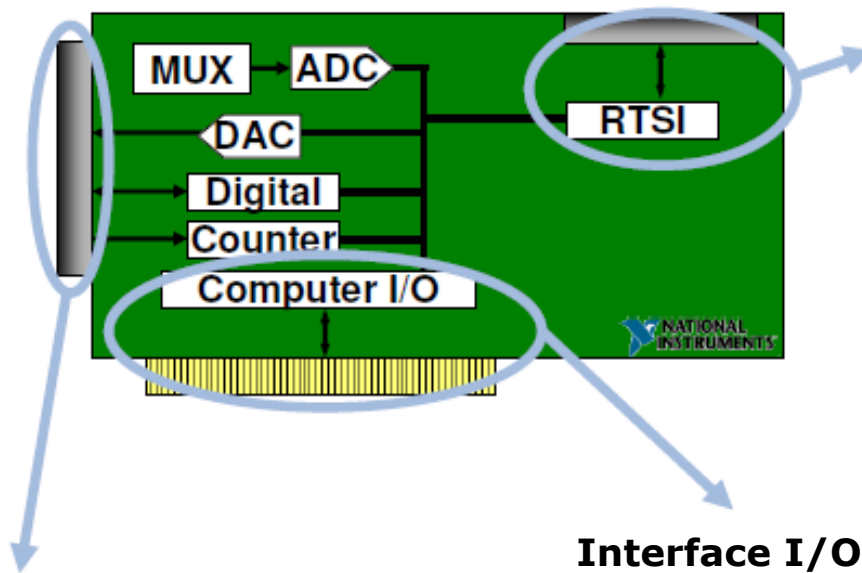 MUX
ADC
RTSI
DAC
Digital
Counter
Computer I/O
NATIONAL
INSTRUMENTS
Interface I/O